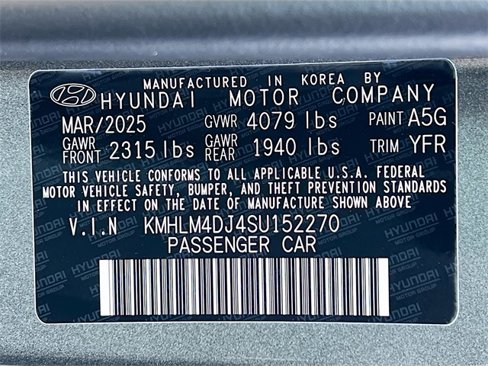 MANUFACTURED IN KOREA BY
HYUNDAI MOTOR COMPANY
MAR/2025 GVWR 4079 lbs PAINT A5G
GAWR FRONT 2315 lbs GAWR REAR 1940 lbs TRIM YFR
THIS VEHICLE CONFORMS TO ALL APPLICABLE U.S.A. FEDERAL
MOTOR VEHICLE SAFETY, BUMPER, AND THEFT PREVENTION STANDARDS
IN EFFECT ON THE DATE OF MANUFACTURE SHOWN ABOVE.
V.I.N KMHLM4DJ4SU152270
PASSENGER CAR